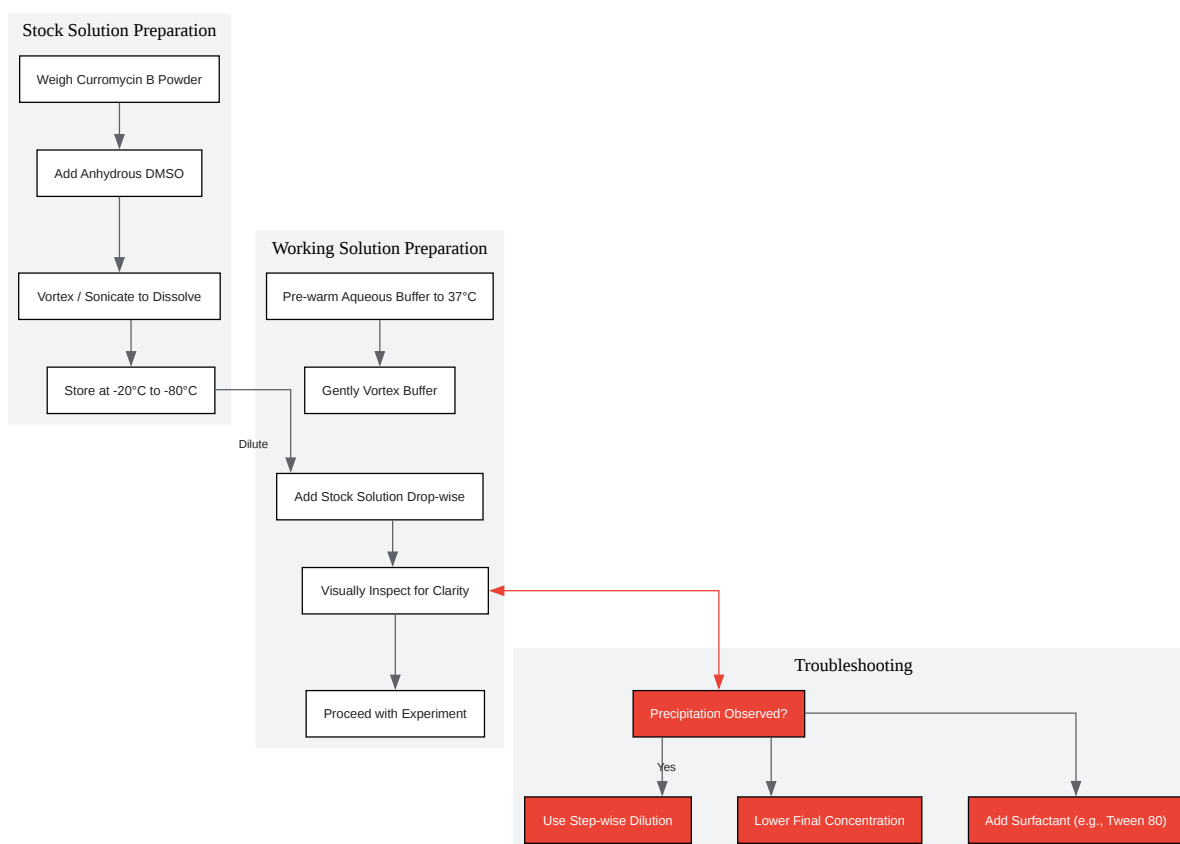 Stock Solution Preparation
Weigh Curromycin B Powder
Add Anhydrous DMSO
Vortex / Sonicate to Dissolve
Store at -20°C to -80°C
Dilute
Working Solution Preparation
Pre-warm Aqueous Buffer to 37°C
Gently Vortex Buffer
Add Stock Solution Drop-wise
Visually Inspect for Clarity
Proceed with Experiment
Troubleshooting
Precipitation Observed?
Yes
Use Step-wise Dilution
Lower Final Concentration
Add Surfactant (e.g., Tween 80)